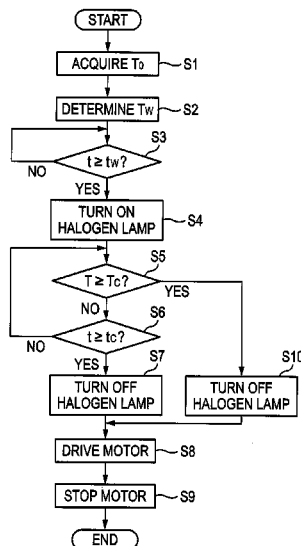 START
ACQUIRE T0 S1
DETERMINE Tw S2
S3
t ≥ tw?
NO
YES
TURN ON
HALOGEN LAMP S4
S5
T ≥ Tc? YES
NO
S6
t ≥ tc?
NO
YES S7 S10
TURN OFF
HALOGEN LAMP
TURN OFF
HALOGEN LAMP
DRIVE MOTOR S8
STOP MOTOR S9
END